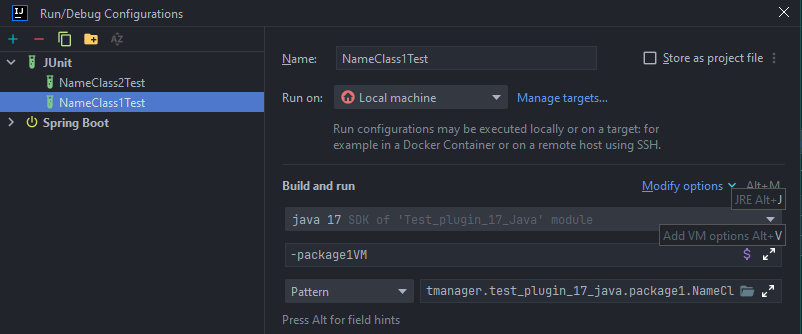 IJ Run/Debug Configurations
JUnit
NameClass2Test
NameClass1Test
Spring Boot
Name: NameClass1Test Store as project file
Run on: Local machine Manage targets...
Run configurations may be executed locally or on a target: for
example in a Docker Container or on a remote host using SSH.
Build and run Modify options Alt+M
JRE Alt+J
java 17 SDK of 'Test_plugin_17_Java' module
Add VM options Alt+V
-package1VM $
Pattern tmanager.test_plugin_17_java.package1.NameCl
Press Alt for field hints